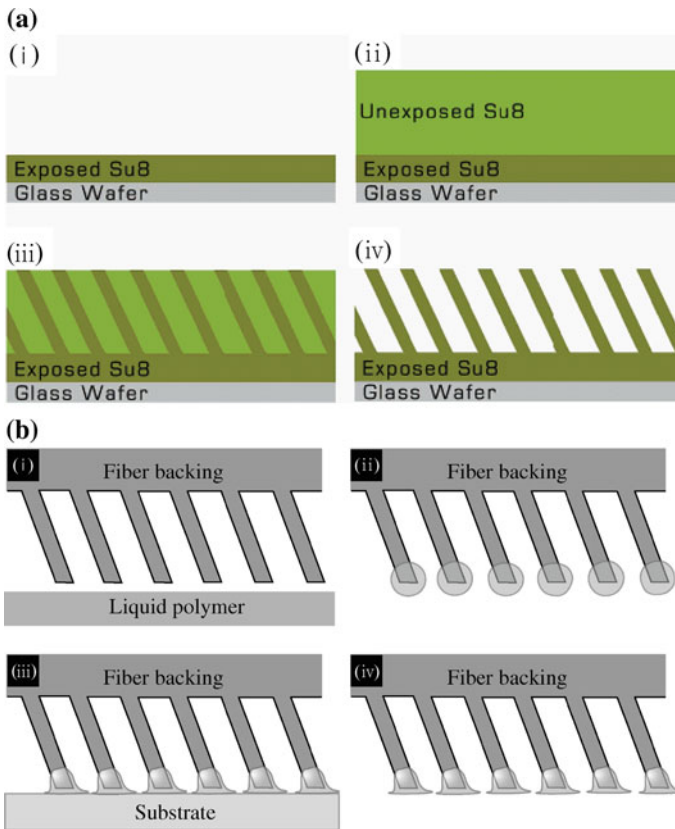 (a)
(i)
(ii)
Unexposed Su8
Exposed Su8
Glass Wafer
Exposed Su8
Glass Wafer
(iii)
(iv)
Exposed Su8
Glass Wafer
Exposed Su8
Glass Wafer
(b)
(i)
Fiber backing
(ii)
Fiber backing
Liquid polymer
(iii)
Fiber backing
(iv)
Fiber backing
Substrate